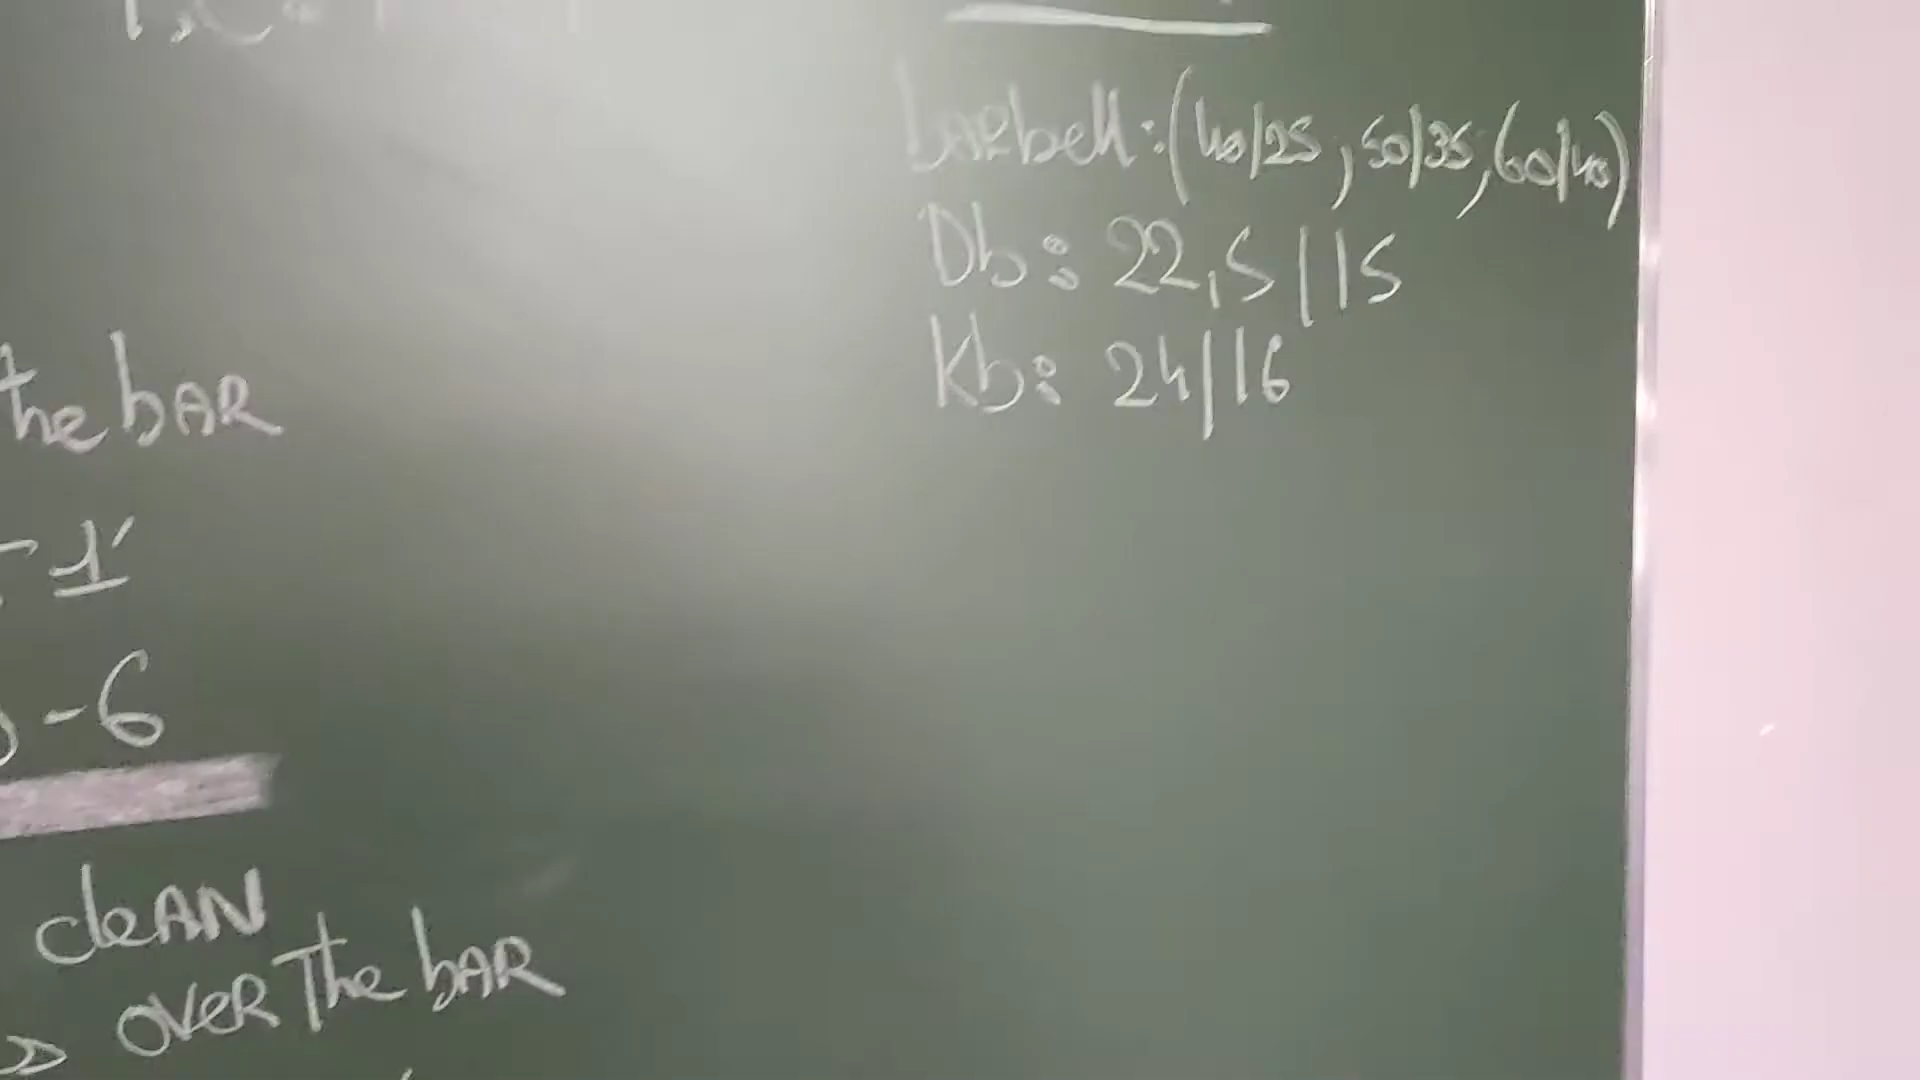 barbell: (40/25, 50/35, 60/40)
Db: 22,5/15
Kb: 24/16
the bAR
1'
-6
cleAN
OVER The bAR